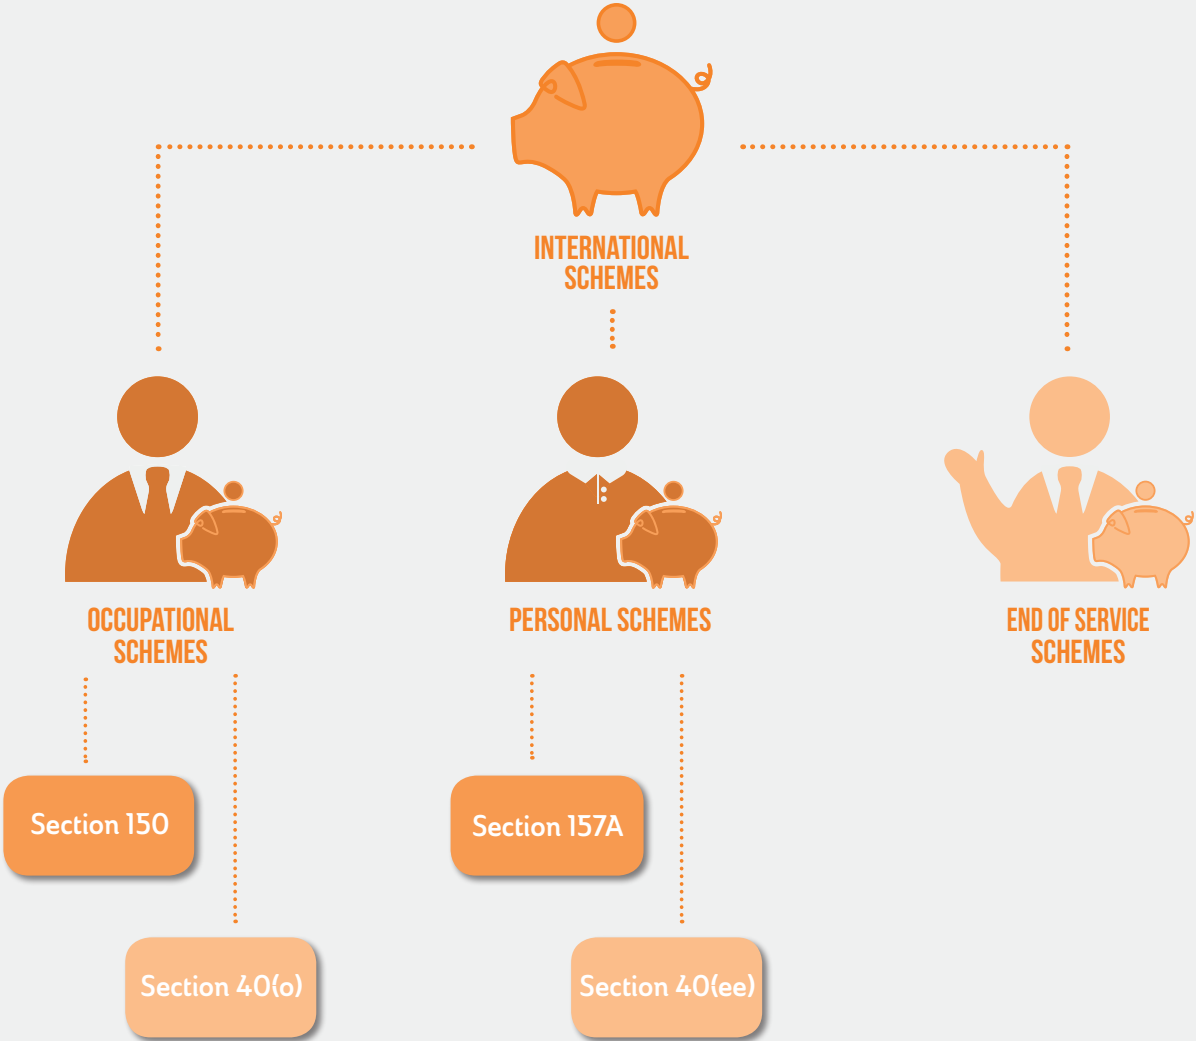 INTERNATIONAL
SCHEMES
OCCUPATIONAL
SCHEMES
PERSONAL SCHEMES
END OF SERVICE
SCHEMES
Section 150
Section 157A
Section 40(o)
Section 40(ee)